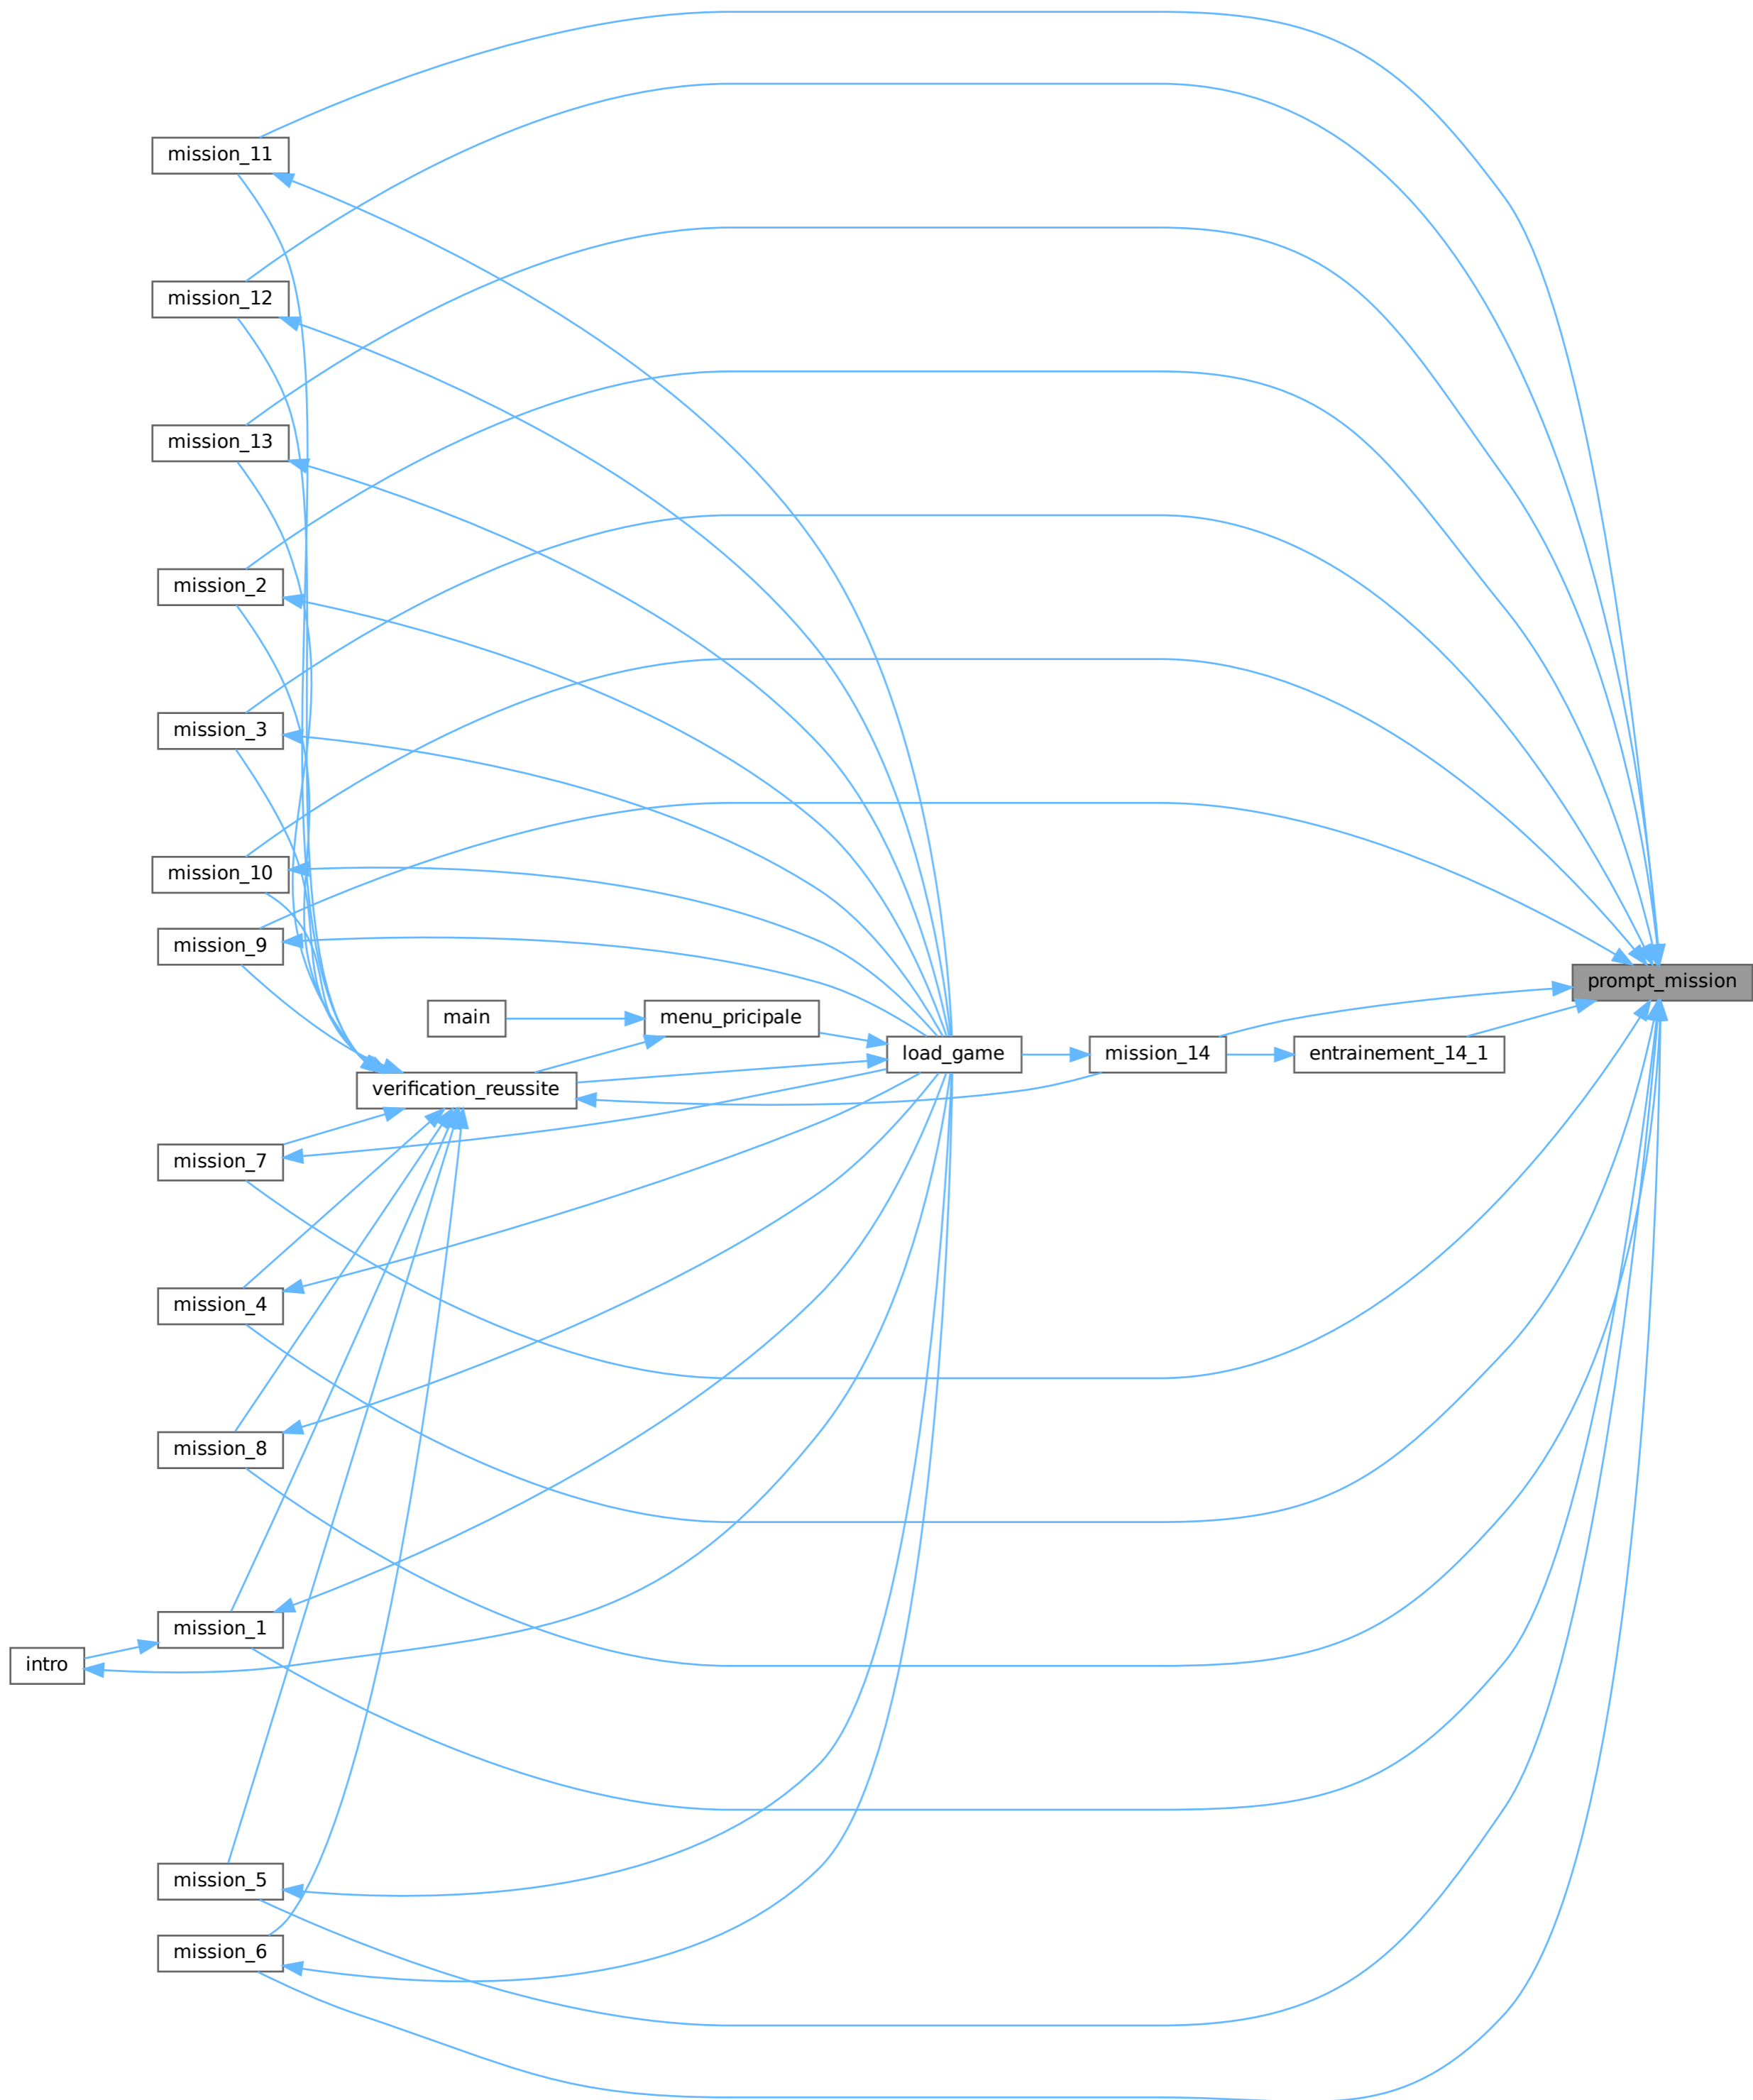 mission_11
mission_12
mission_13
mission_2
mission_3
mission_10
mission_9
prompt_mission
main
menu_pricipale
load_game
mission_14
entrainement_14_1
verification_reussite
mission_7
mission_4
mission_8
mission_1
intro
mission_5
mission_6